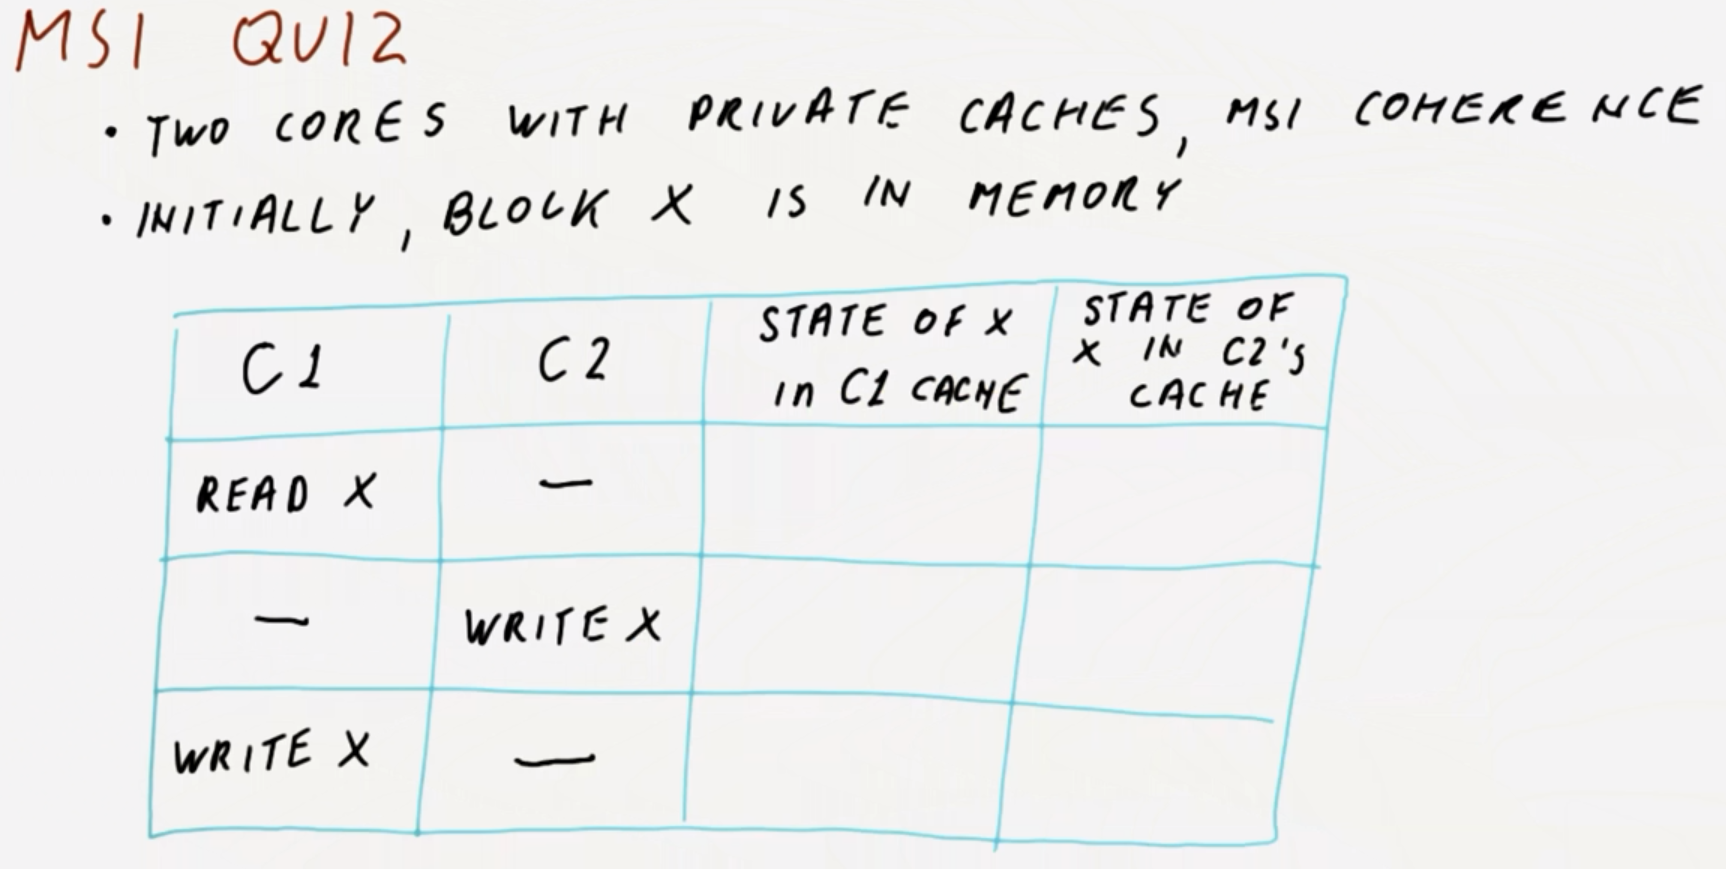 MSI QUIZ
• TWO CORES WITH PRIVATE CACHES, MSI COHERENCE
• INITIALLY, BLOCK X IS IN MEMORY
C1
C2
STATE OF X
in C1 CACHE
STATE OF
X IN C2's
CACHE
READ X
—
—
WRITE X
WRITE X
—